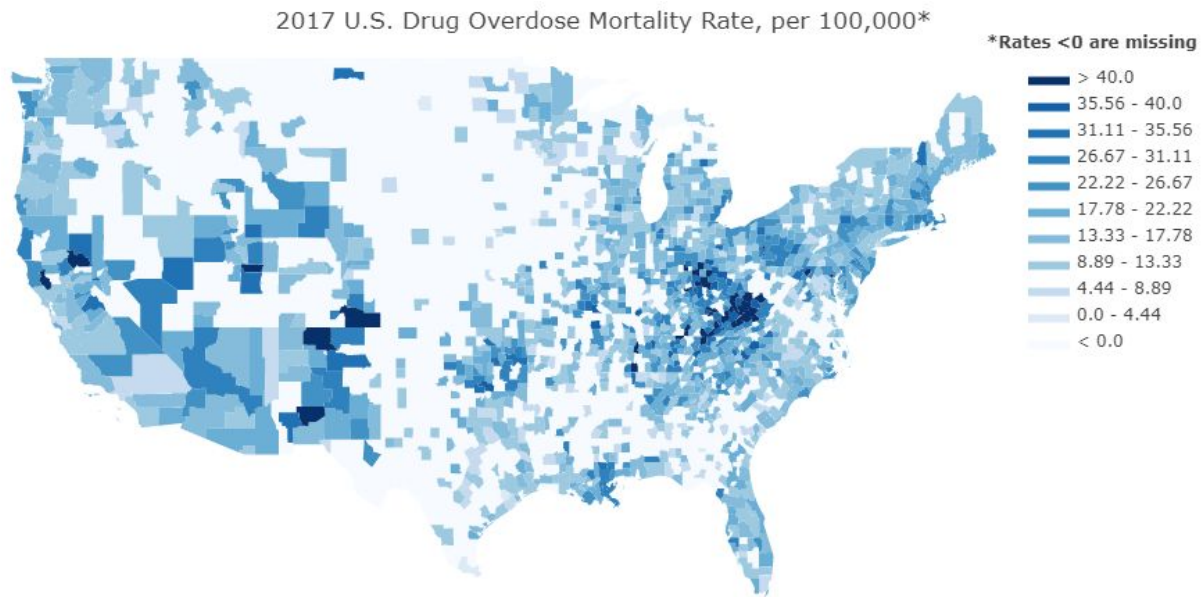 2017 U.S. Drug Overdose Mortality Rate, per 100,000*
*Rates <0 are missing
> 40.0
35.56 - 40.0
31.11 - 35.56
26.67 - 31.11
22.22 - 26.67
17.78 - 22.22
13.33 - 17.78
8.89 - 13.33
4.44 - 8.89
0.0 - 4.44
< 0.0